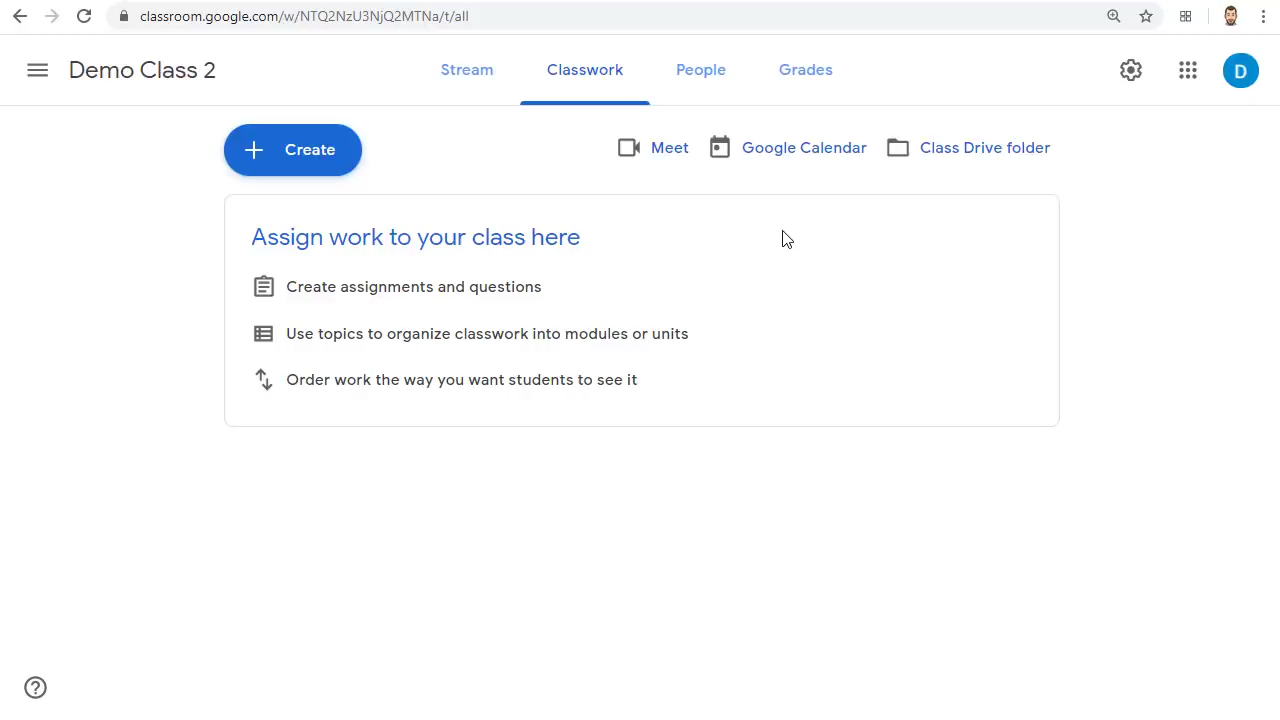 classroom.google.com/w/NTQ2NzU3NjQ2MTNa/t/all
Demo Class 2
Stream
Classwork
People
Grades
D
Create
Meet
Google Calendar
Class Drive folder
Assign work to your class here
Create assignments and questions
Use topics to organize classwork into modules or units
Order work the way you want students to see it